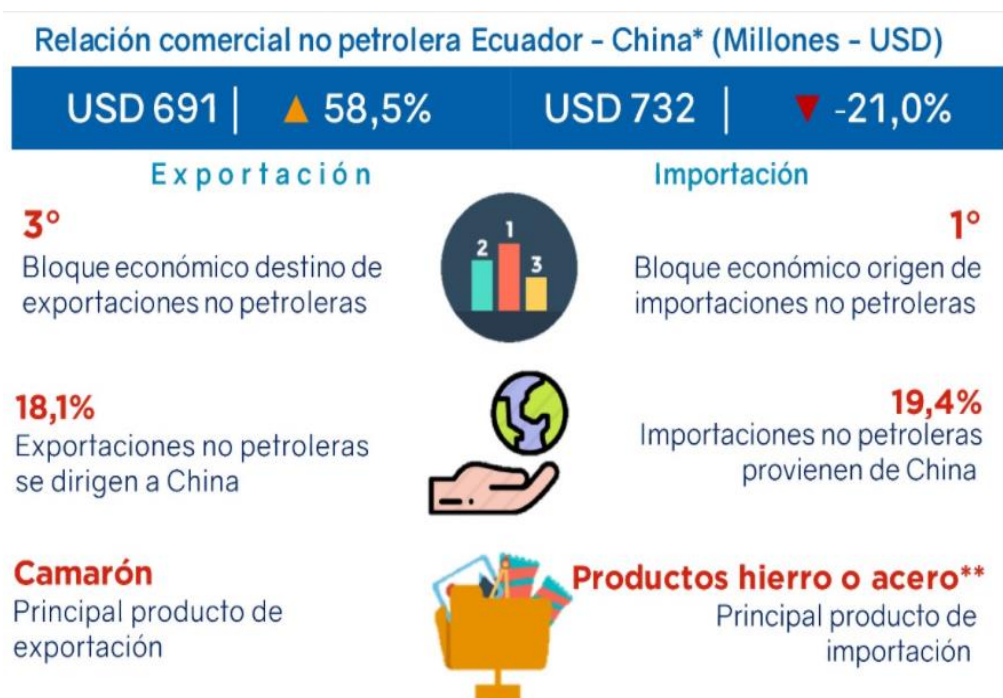 Relación comercial no petrolera Ecuador - China* (Millones - USD)
USD 691 | ▲ 58,5%
USD 732 | ▼ -21,0%
Exportación
Importación
3°
Bloque económico destino de
exportaciones no petroleras
2 1 3
1°
Bloque económico origen de
importaciones no petroleras
18,1%
Exportaciones no petroleras
se dirigen a China
19,4%
Importaciones no petroleras
provienen de China
Camarón
Principal producto de
exportación
Productos hierro o acero**
Principal producto de
importación